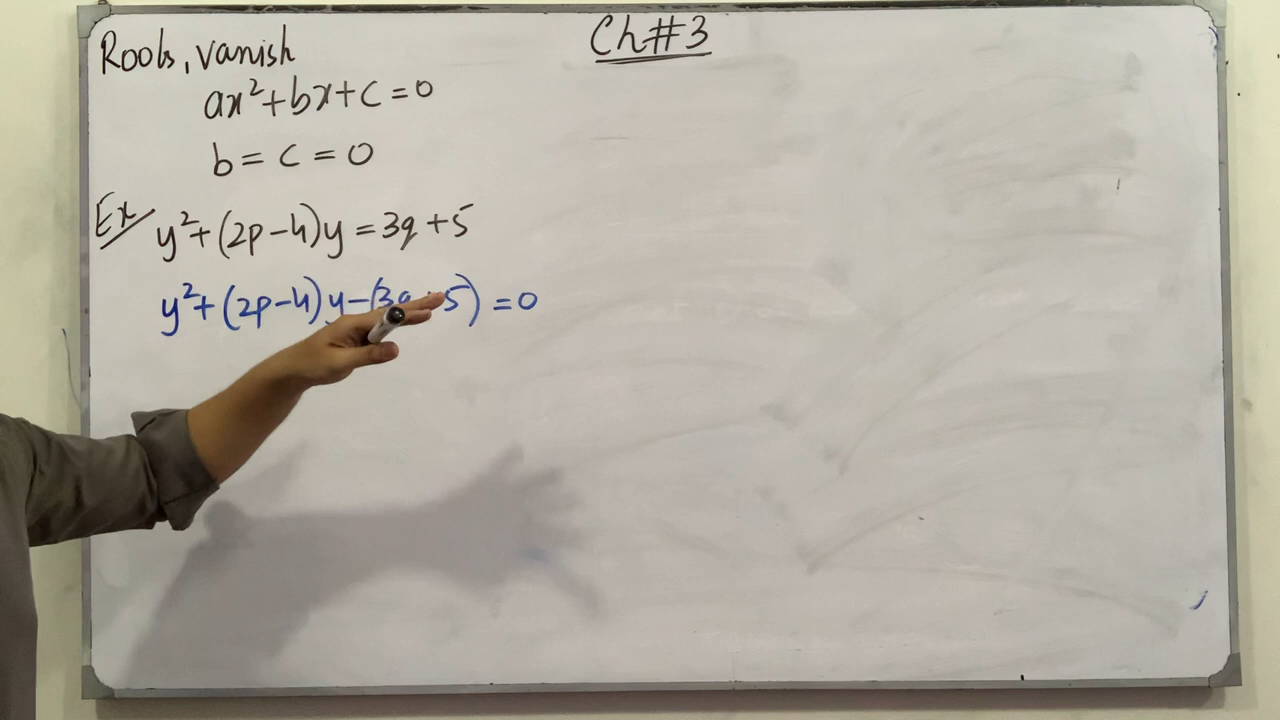 Ch#3
Roots, vanish
ax²+bx+c=0
b=c=0
Ex y²+(2p-4)y=3q+5
y²+(2p-4)y-(3q+5)=0